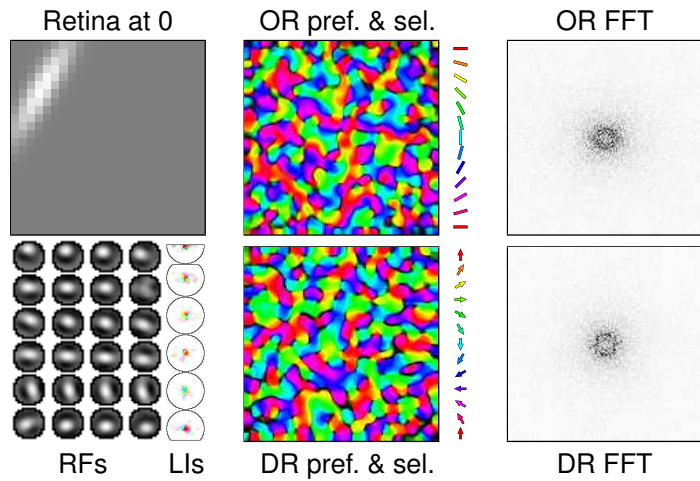 Retina at 0
OR pref. & sel.
OR FFT
RFs
LIs
DR pref. & sel.
DR FFT